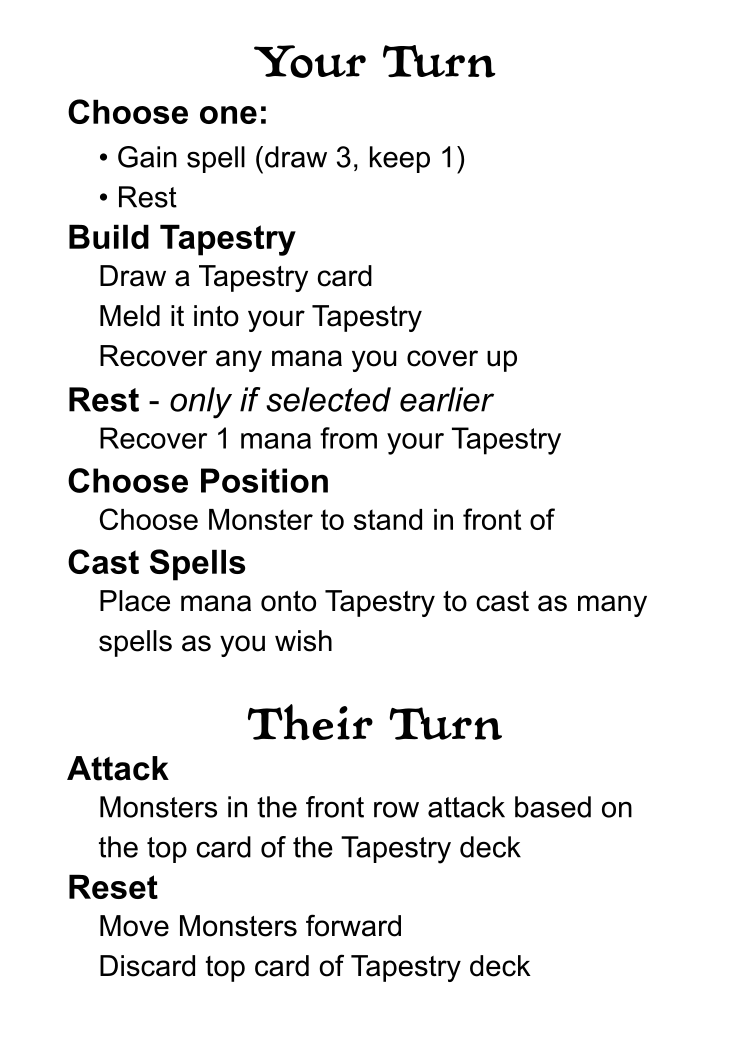 Your Turn
Choose one:
• Gain spell (draw 3, keep 1)
• Rest
Build Tapestry
Draw a Tapestry card
Meld it into your Tapestry
Recover any mana you cover up
Rest - only if selected earlier
Recover 1 mana from your Tapestry
Choose Position
Choose Monster to stand in front of
Cast Spells
Place mana onto Tapestry to cast as many
spells as you wish
Their Turn
Attack
Monsters in the front row attack based on
the top card of the Tapestry deck
Reset
Move Monsters forward
Discard top card of Tapestry deck